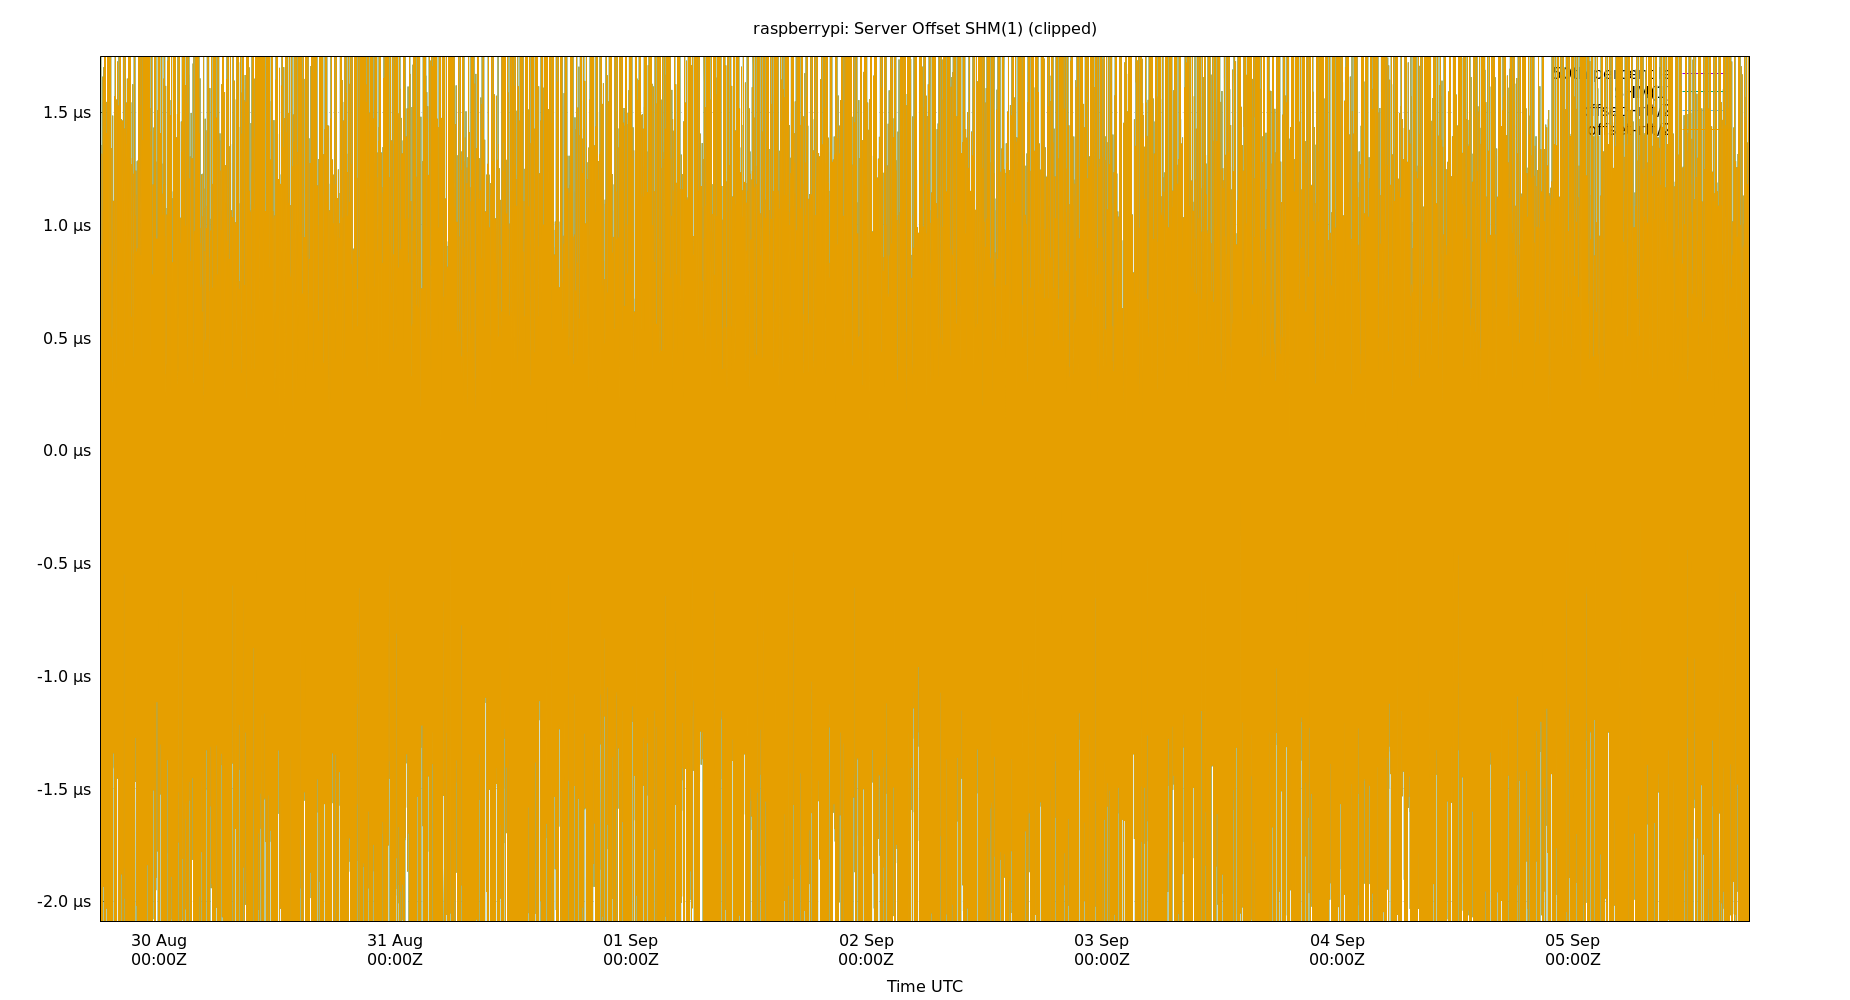 raspberrypi: Server Offset SHM(1) (clipped)
1.5 µs
1.0 µs
0.5 µs
0.0 µs
-0.5 µs
-1.0 µs
-1.5 µs
-2.0 µs
30 Aug 31 Aug 01 Sep 02 Sep 03 Sep 04 Sep 05 Sep
00:00Z 00:00Z 00:00Z 00:00Z 00:00Z 00:00Z 00:00Z
Time UTC